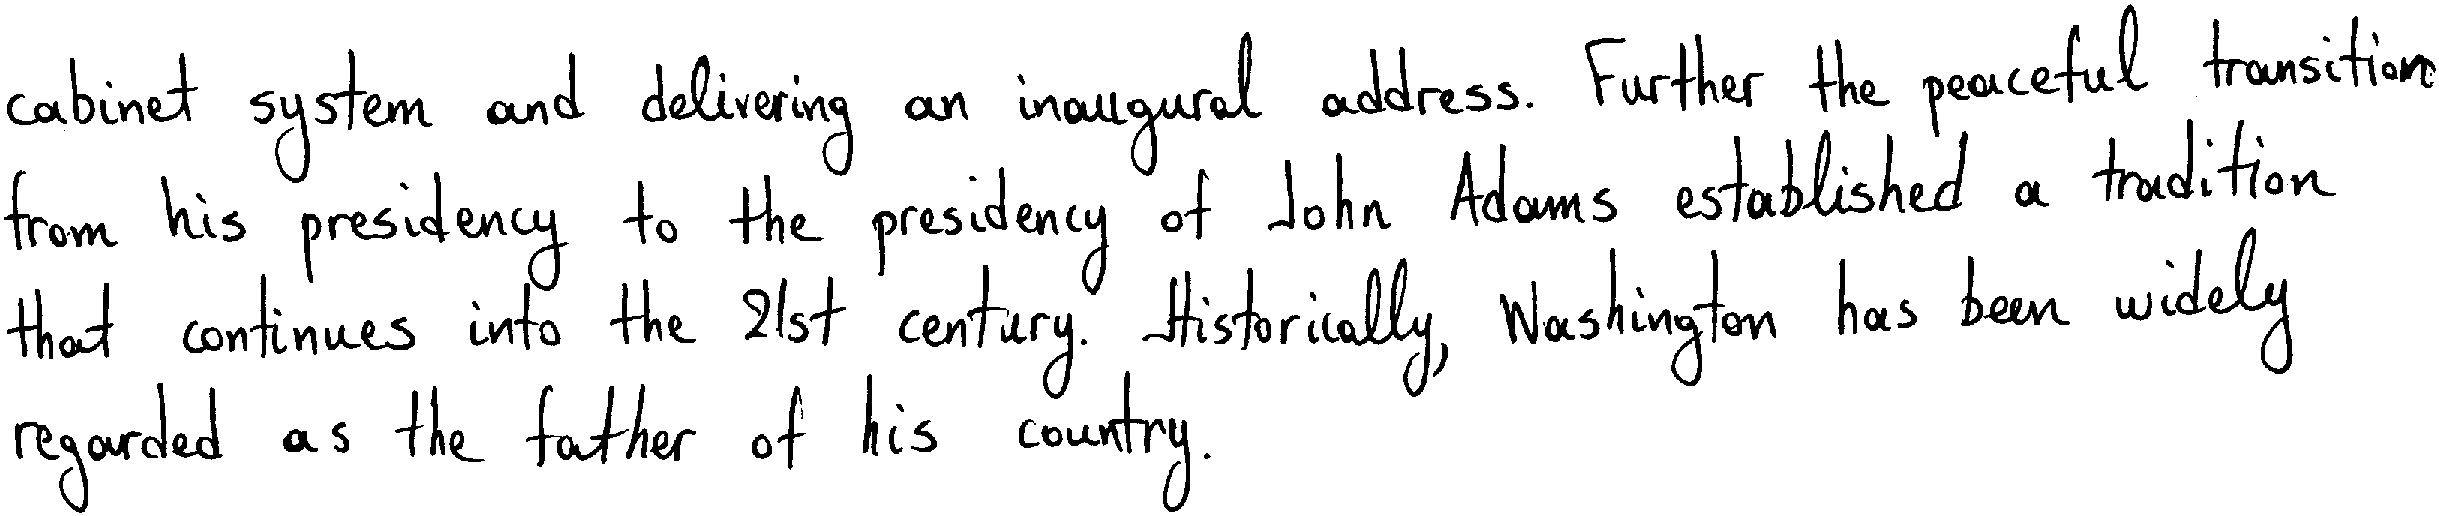 cabinet system and delivering an inaugural address. Further the peaceful transition
from his presidency to the presidency of John Adams established a tradition
that continues into the 21st century. Historically, Washington has been widely
regarded as the father of his country.